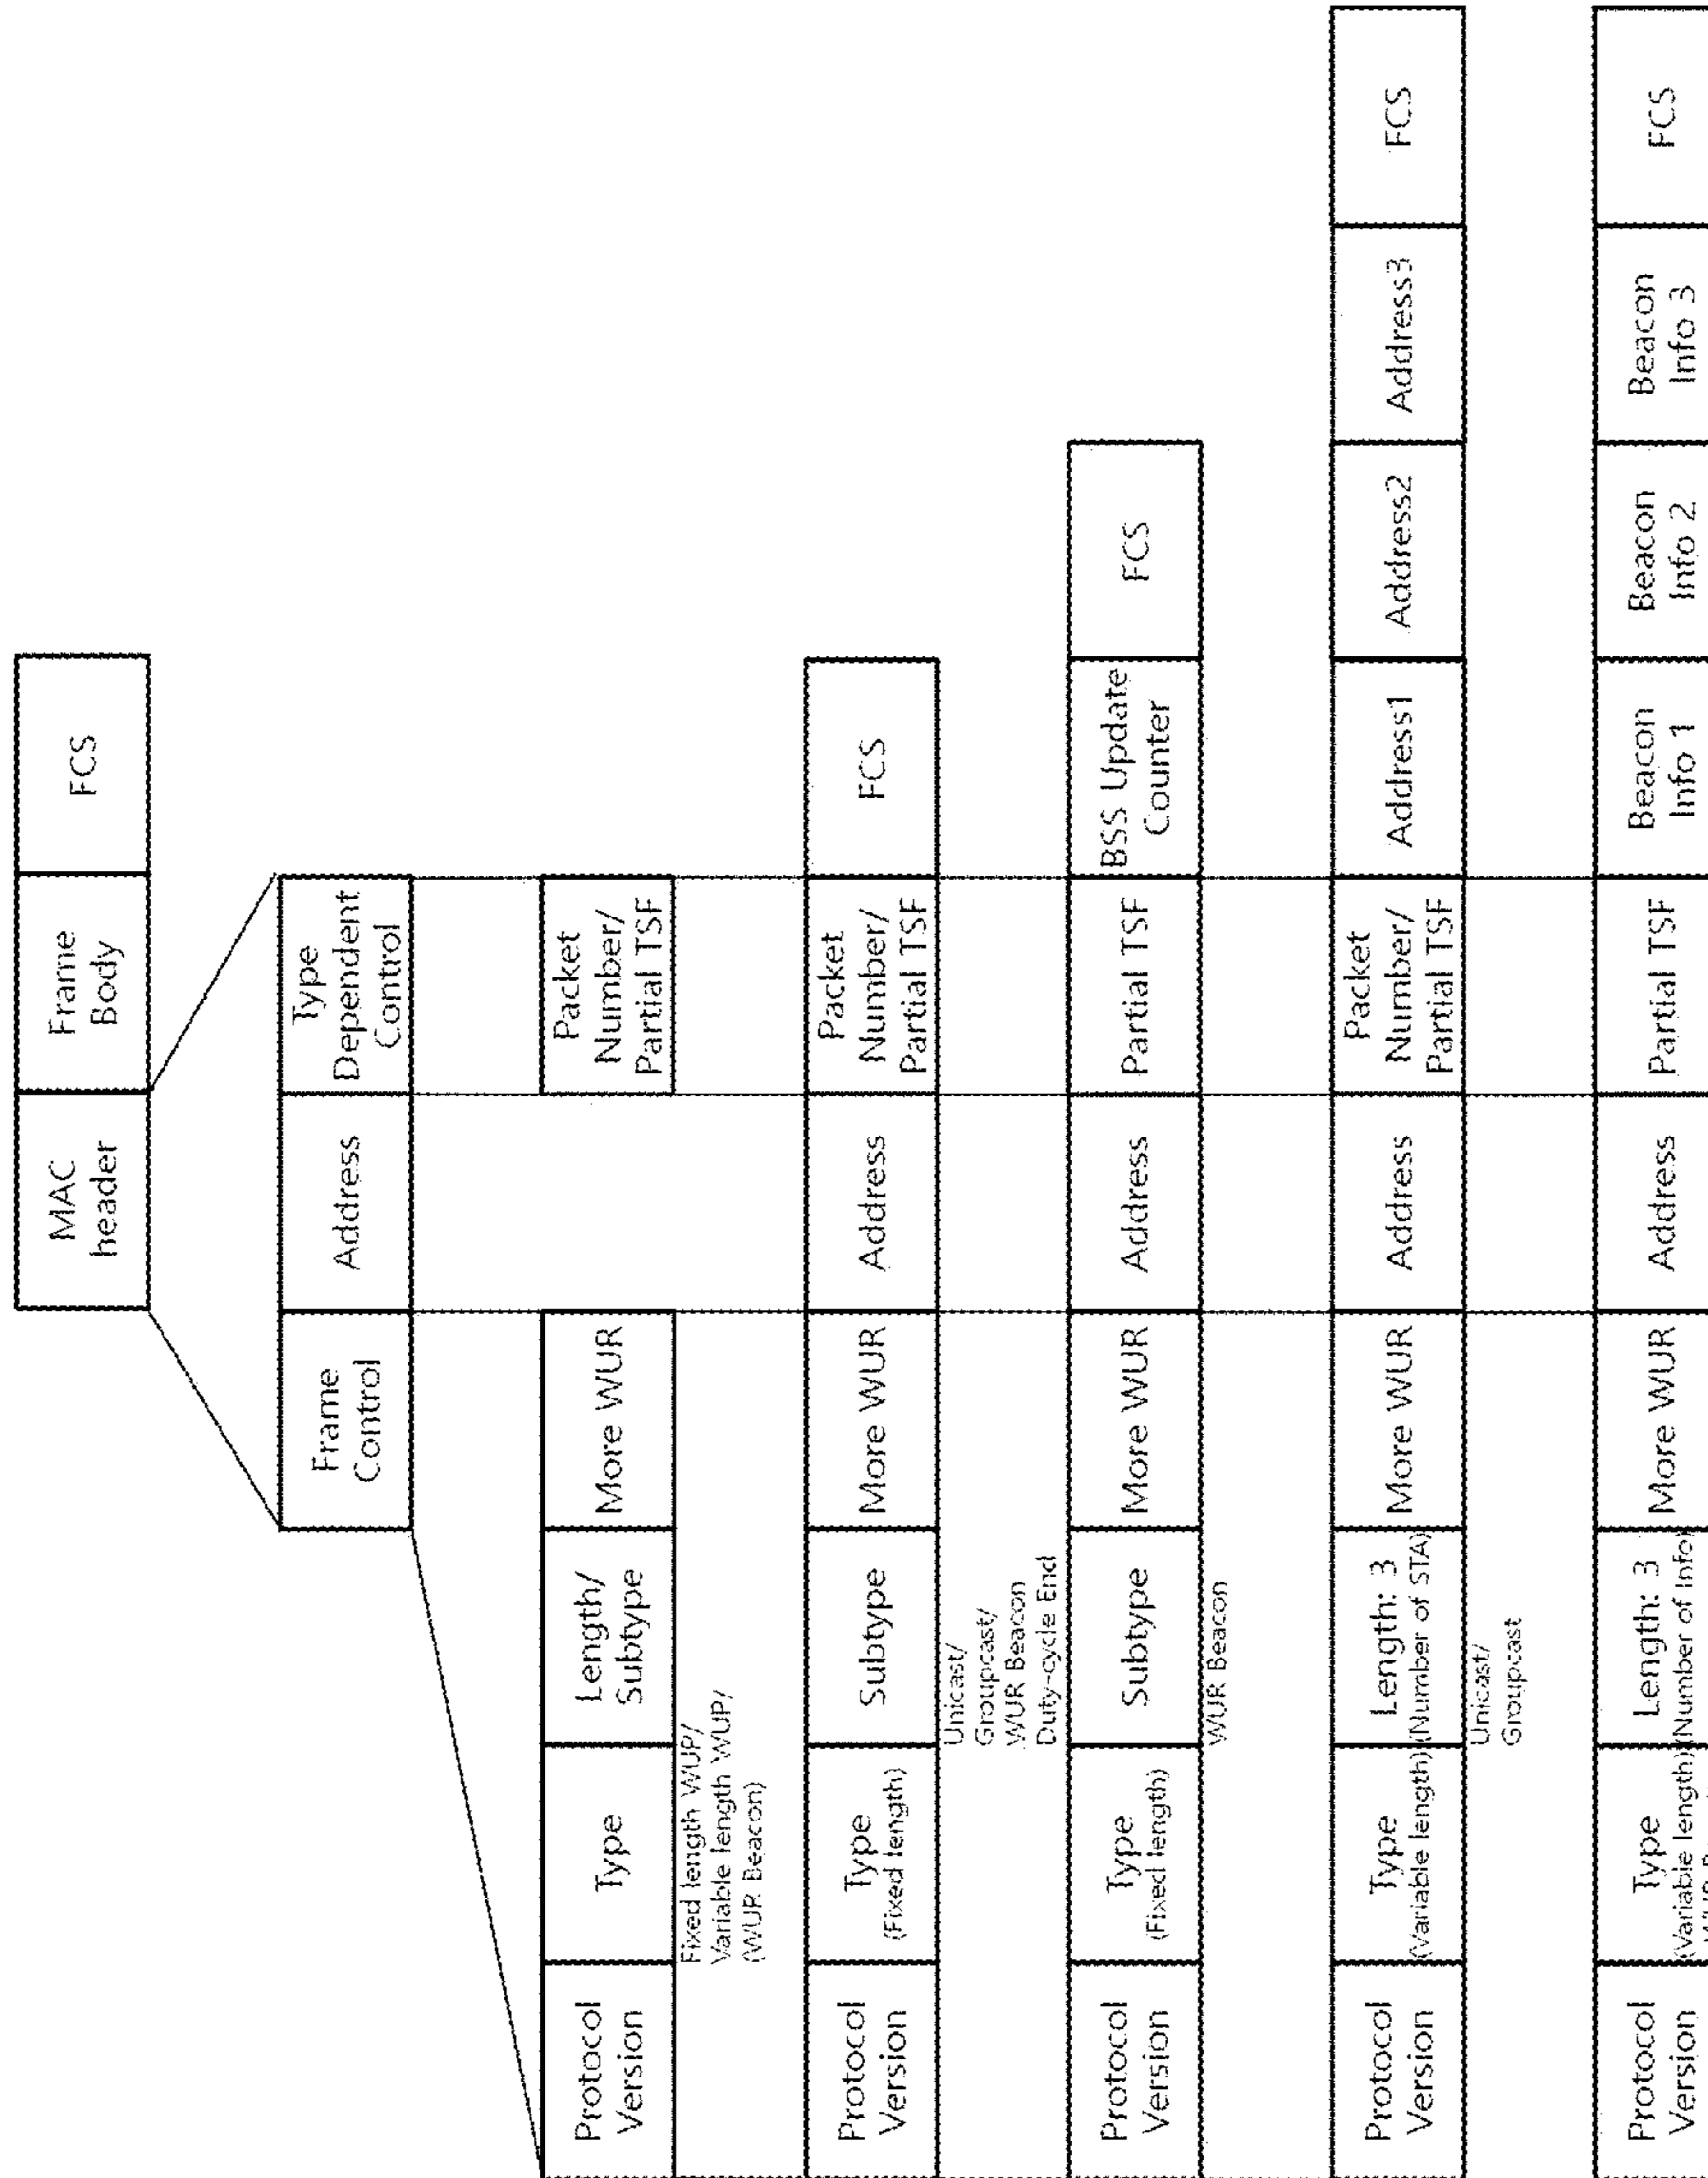 MAC
header
Frame
Body
FCS
Frame
Control
Address
Type
Dependent
Control
Protocol
Version
Type
Length/
Subtype
More WUR
Packet
Number/
Partial TSF
Fixed length WUP/
Variable length WUP/
(WUR Beacon)
Protocol
Version
Type
(Fixed length)
Subtype
More WUR
Address
Packet
Number/
Partial TSF
FCS
Unicast/
Groupcast/
WUR Beacon
Duty-cycle End
Protocol
Version
Type
(Fixed length)
Subtype
More WUR
Address
Partial TSF
BSS Update
Counter
FCS
WUR Beacon
Protocol
Version
Type
(Variable length)
Length: 3
(Number of STA)
More WUR
Address
Packet
Number/
Partial TSF
Address1
Address2
Address3
FCS
Unicast/
Groupcast
Protocol
Version
Type
(Variable length)
Length: 3
(Number of Info)
More WUR
Address
Partial TSF
Beacon
Info 1
Beacon
Info 2
Beacon
Info 3
FCS